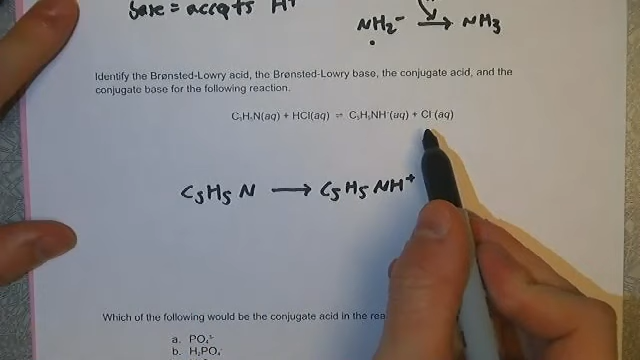 base = accepts H⁺
NH₂⁻ → NH₃
Identify the Brønsted-Lowry acid, the Brønsted-Lowry base, the conjugate acid, and the
conjugate base for the following reaction.
C₅H₅N(aq) + HCl(aq) ⇌ C₅H₅NH⁺(aq) + Cl⁻(aq)
C₅H₅N → C₅H₅NH⁺
Which of the following would be the conjugate acid in the rea
a. PO₄³⁻
b. H₂PO₄⁻